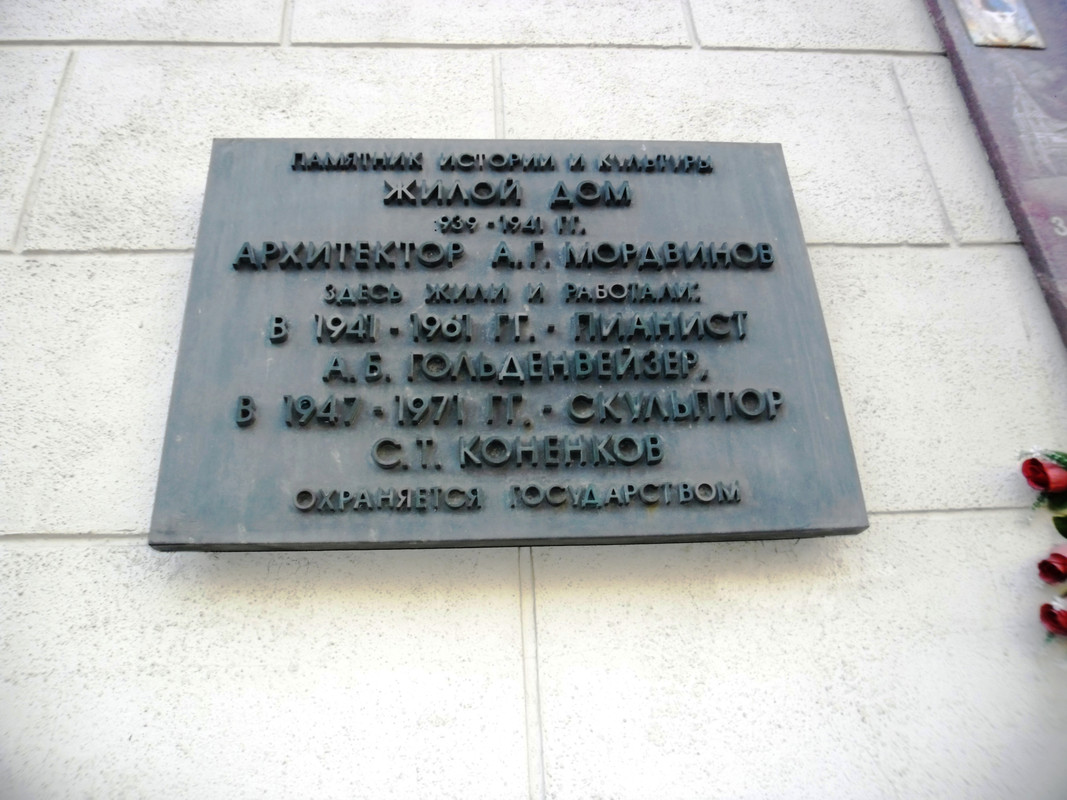 ПАМЯТНИК ИСТОРИИ И КУЛЬТУРЫ
ЖИЛОЙ ДОМ
1939 - 1941 ГГ.
АРХИТЕКТОР А.Г. МОРДВИНОВ
ЗДЕСЬ ЖИЛИ И РАБОТАЛИ:
В 1941 - 1961 ГГ. - ПИАНИСТ
А.Б. ГОЛЬДЕНВЕЙЗЕР,
В 1947 - 1971 ГГ. - СКУЛЬПТОР
С.Т. КОНЕНКОВ
ОХРАНЯЕТСЯ ГОСУДАРСТВОМ